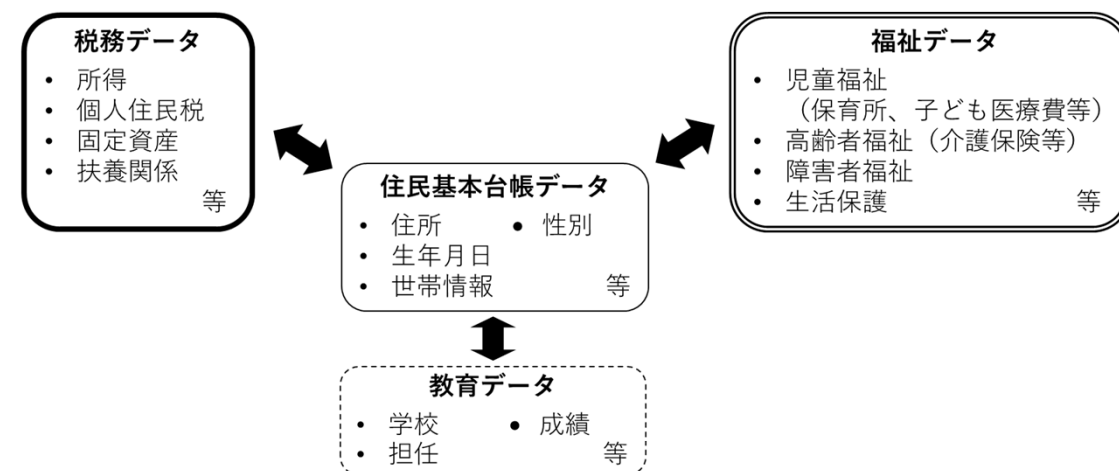 税務データ
• 所得
• 個人住民税
• 固定資産
• 扶養関係
等
福祉データ
• 児童福祉
（保育所、子ども医療費等）
• 高齢者福祉（介護保険等）
• 障害者福祉
• 生活保護 等
住民基本台帳データ
• 住所 • 性別
• 生年月日
• 世帯情報 等
教育データ
• 学校 • 成績
• 担任 等